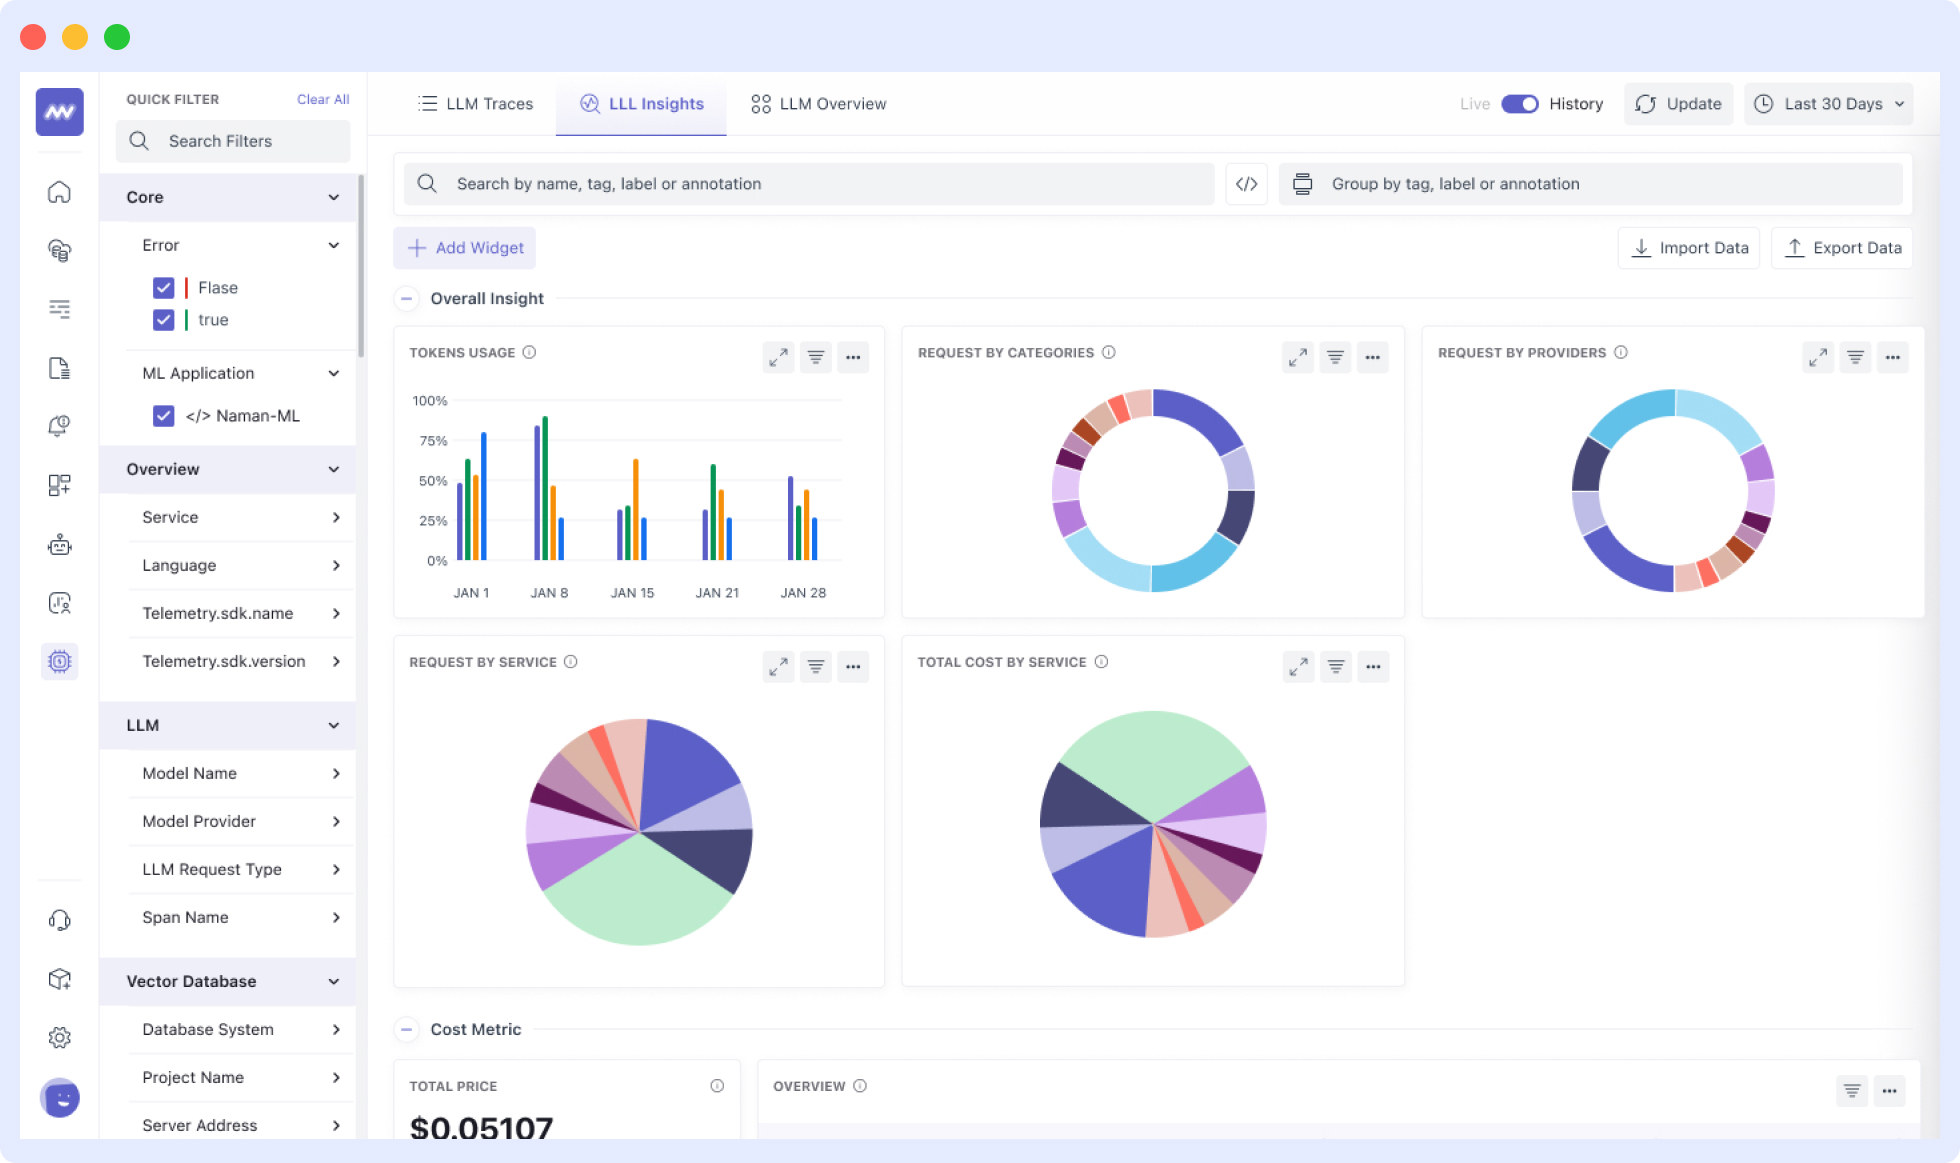 QUICK FILTER
Clear All
Search Filters
Core
Error
Flase
true
ML Application
</> Naman-ML
Overview
Service
Language
Telemetry.sdk.name
Telemetry.sdk.version
LLM
Model Name
Model Provider
LLM Request Type
Span Name
Vector Database
Database System
Project Name
Server Address
LLM Traces
LLL Insights
LLM Overview
Live
History
Update
Last 30 Days
Search by name, tag, label or annotation
</>
Group by tag, label or annotation
Add Widget
Import Data
Export Data
Overall Insight
TOKENS USAGE
100%
75%
50%
25%
0%
JAN 1
JAN 8
JAN 15
JAN 21
JAN 28
REQUEST BY CATEGORIES
REQUEST BY PROVIDERS
REQUEST BY SERVICE
TOTAL COST BY SERVICE
Cost Metric
TOTAL PRICE
$0.05107
OVERVIEW